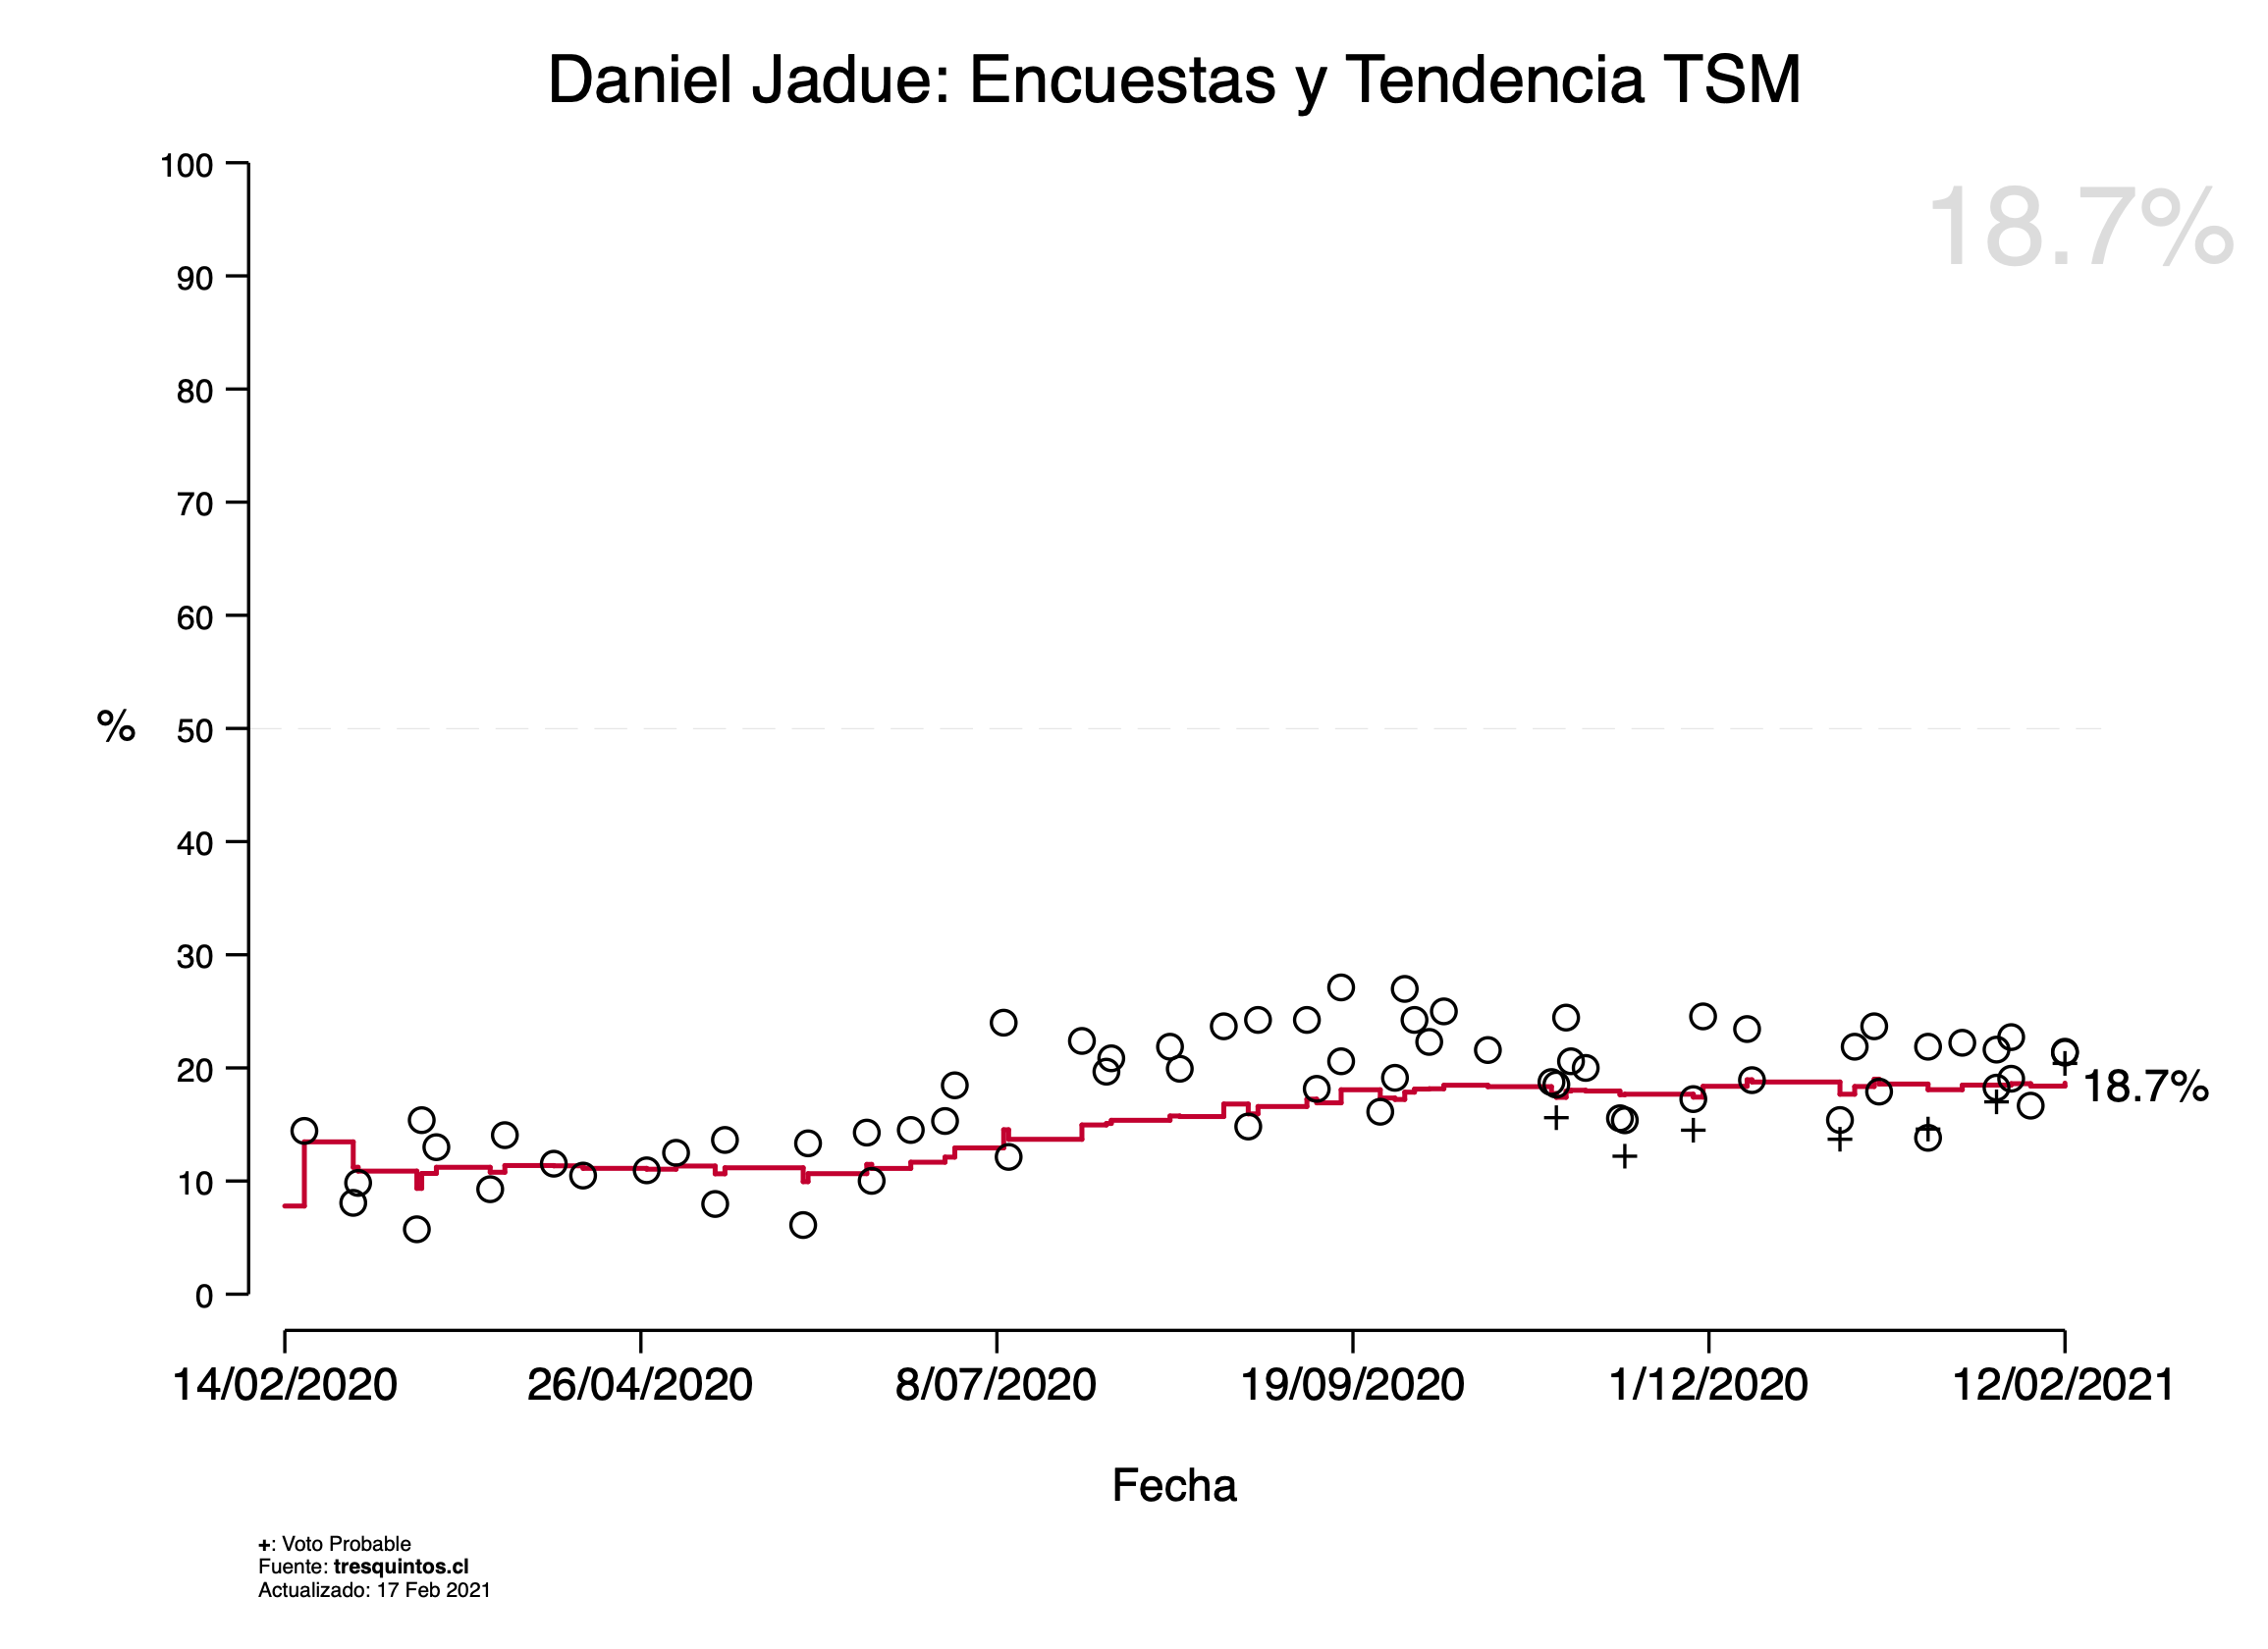 Daniel Jadue: Encuestas y Tendencia TSM
18.7%
100
90
80
70
60
% 50
40
30
20
18.7%
10
0
14/02/2020 26/04/2020 8/07/2020 19/09/2020 1/12/2020 12/02/2021
Fecha
+: Voto Probable
Fuente: tresquintos.cl
Actualizado: 17 Feb 2021